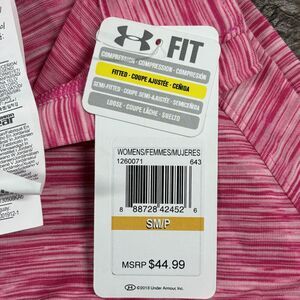 FIT
COMPRESSION · COMPRESSION · COMPRESIÓN
FITTED · COUPE AJUSTÉE · CEÑIDA
SEMI-FITTED · COUPE SEMI-AJUSTÉE · SEMICEÑIDA
LOOSE · COUPE LÂCHE · SUELTO
WOMENS/FEMMES/MUJERES
1260071 643
8 88728 42452 6
SM/P
MSRP $44.99
©2018 Under Armour, Inc.